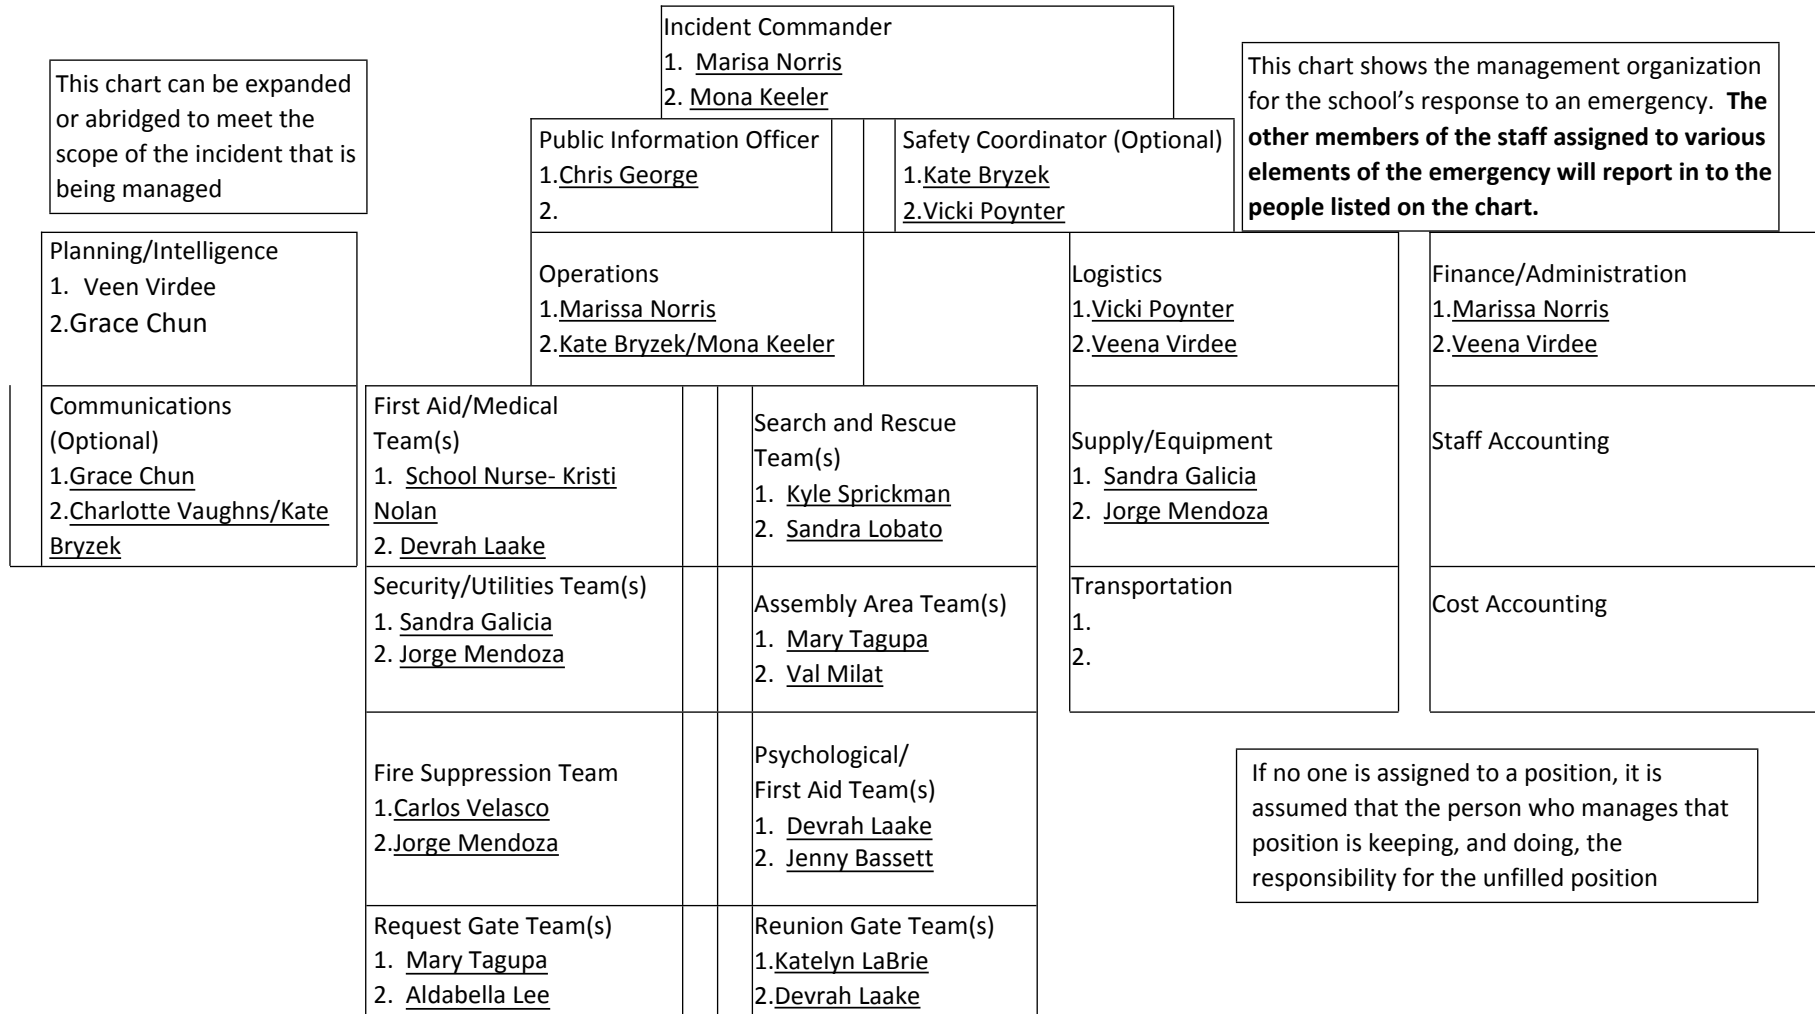 Incident Commander
1. Marisa Norris
2. Mona Keeler
This chart can be expanded
or abridged to meet the
scope of the incident that is
being managed
This chart shows the management organization
for the school’s response to an emergency. The
other members of the staff assigned to various
elements of the emergency will report in to the
people listed on the chart.
Public Information Officer
1.Chris George
2.
Safety Coordinator (Optional)
1.Kate Bryzek
2.Vicki Poynter
Planning/Intelligence
1. Veen Virdee
2.Grace Chun
Operations
1.Marissa Norris
2.Kate Bryzek/Mona Keeler
Logistics
1.Vicki Poynter
2.Veena Virdee
Finance/Administration
1.Marissa Norris
2.Veena Virdee
Communications
(Optional)
1.Grace Chun
2.Charlotte Vaughns/Kate
Bryzek
First Aid/Medical
Team(s)
1. School Nurse- Kristi
Nolan
2. Devrah Laake
Search and Rescue
Team(s)
1. Kyle Sprickman
2. Sandra Lobato
Supply/Equipment
1. Sandra Galicia
2. Jorge Mendoza
Staff Accounting
Security/Utilities Team(s)
1. Sandra Galicia
2. Jorge Mendoza
Assembly Area Team(s)
1. Mary Tagupa
2. Val Milat
Transportation
1.
2.
Cost Accounting
Fire Suppression Team
1.Carlos Velasco
2.Jorge Mendoza
Psychological/
First Aid Team(s)
1. Devrah Laake
2. Jenny Bassett
If no one is assigned to a position, it is
assumed that the person who manages that
position is keeping, and doing, the
responsibility for the unfilled position
Request Gate Team(s)
1. Mary Tagupa
2. Aldabella Lee
Reunion Gate Team(s)
1.Katelyn LaBrie
2.Devrah Laake